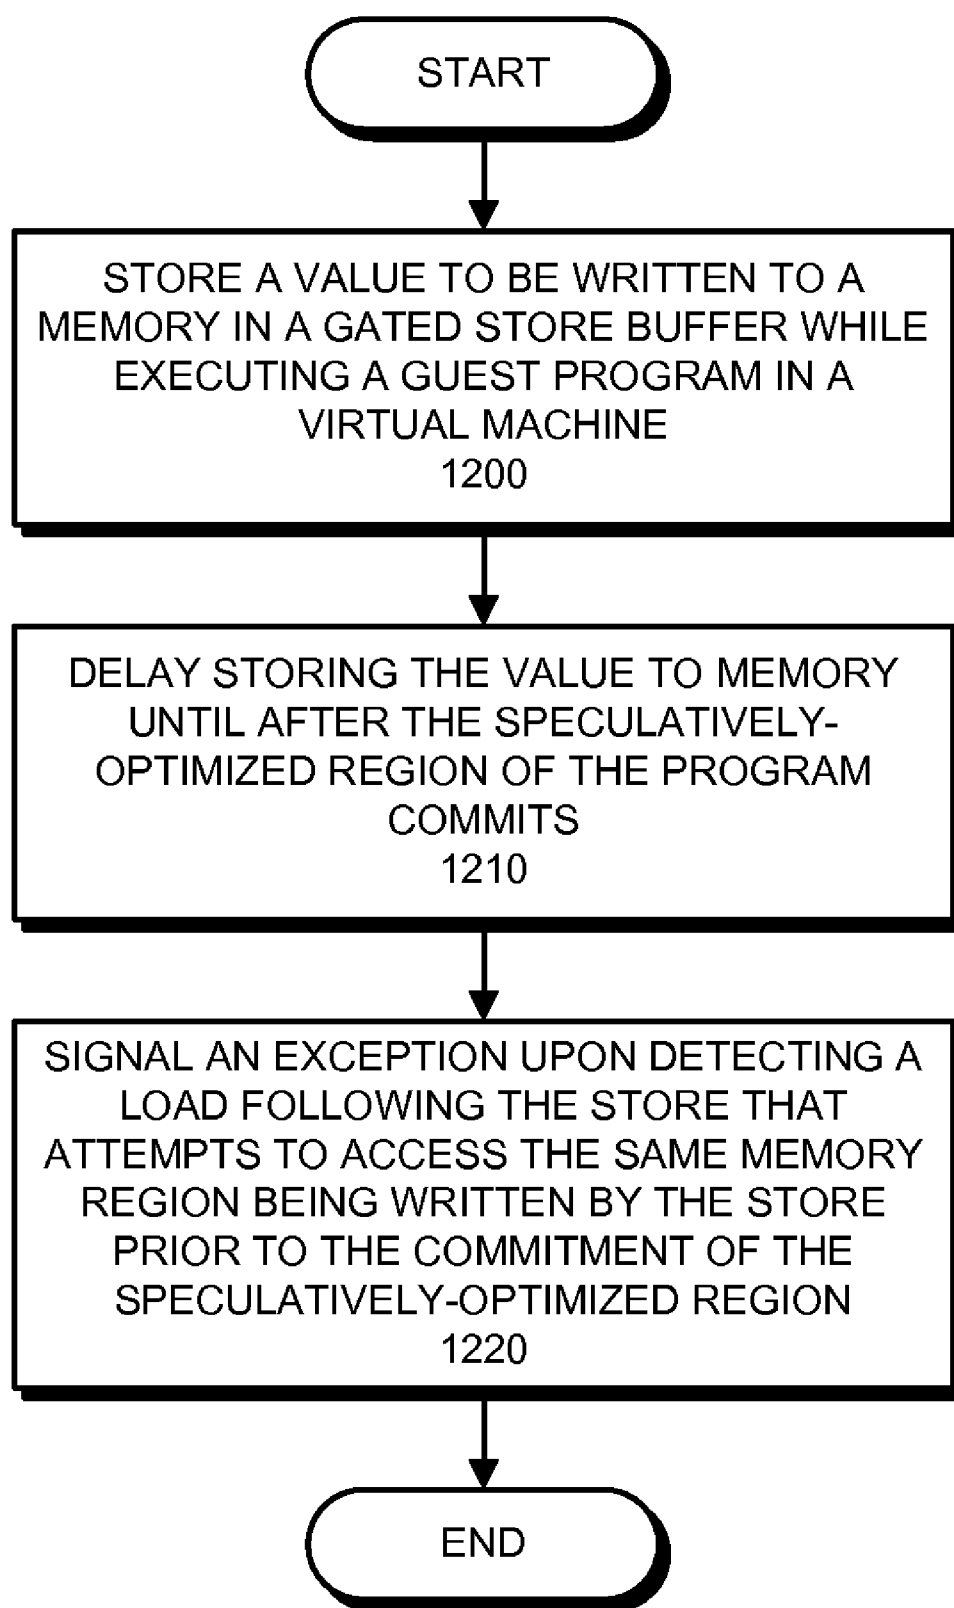 START
STORE A VALUE TO BE WRITTEN TO A
MEMORY IN A GATED STORE BUFFER WHILE
EXECUTING A GUEST PROGRAM IN A
VIRTUAL MACHINE
1200
DELAY STORING THE VALUE TO MEMORY
UNTIL AFTER THE SPECULATIVELY-
OPTIMIZED REGION OF THE PROGRAM
COMMITS
1210
SIGNAL AN EXCEPTION UPON DETECTING A
LOAD FOLLOWING THE STORE THAT
ATTEMPTS TO ACCESS THE SAME MEMORY
REGION BEING WRITTEN BY THE STORE
PRIOR TO THE COMMITMENT OF THE
SPECULATIVELY-OPTIMIZED REGION
1220
END